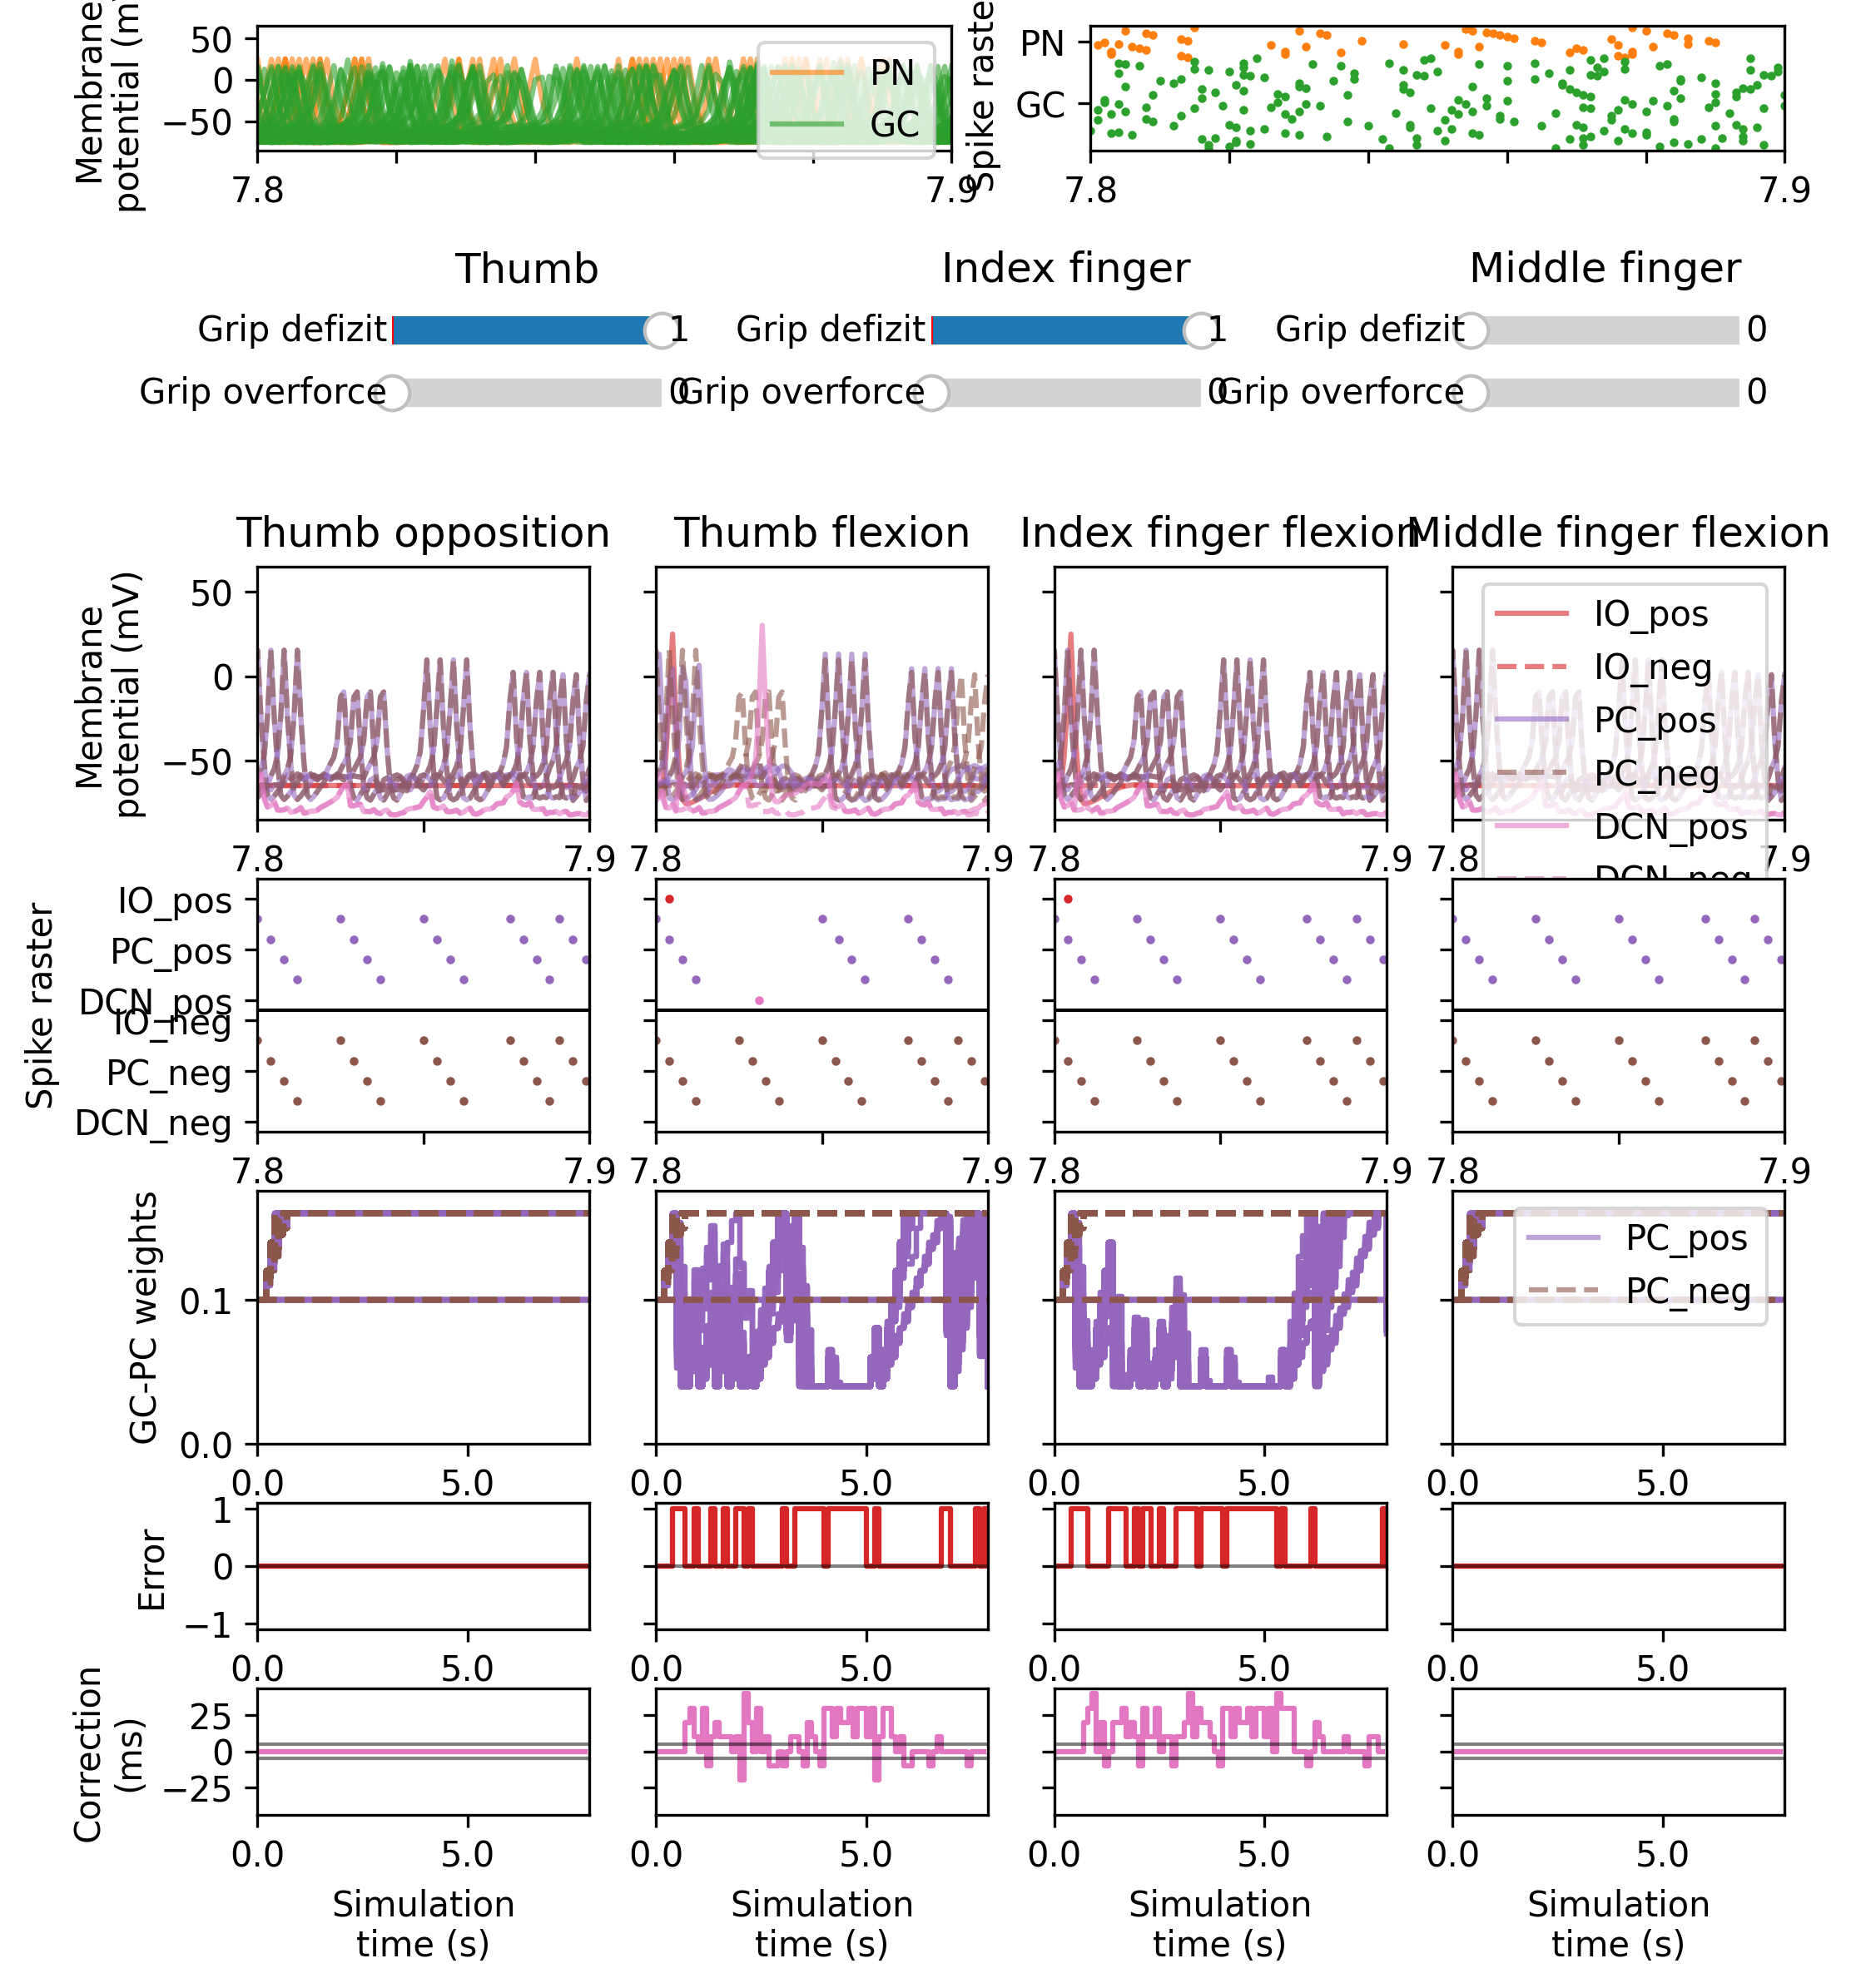 Membrane
potential (m
50
0
−50
PN
GC
7.8
7.9
Spike raste
PN
GC
7.8
7.9
Thumb
Index finger
Middle finger
Grip defizit
1
Grip defizit
1
Grip defizit
0
Grip overforce
0
Grip overforce
0
Grip overforce
0
Thumb opposition
Thumb flexion
Index finger flexion
Middle finger flexion
Membrane
potential (mV)
50
0
−50
IO_pos
IO_neg
PC_pos
PC_neg
DCN_pos
DCN_neg
7.8
7.9
7.8
7.9
7.8
7.9
7.8
7.9
Spike raster
IO_pos
PC_pos
DCN_pos
IO_neg
PC_neg
DCN_neg
7.8
7.9
7.8
7.9
7.8
7.9
7.8
7.9
GC-PC weights
0.1
0.0
PC_pos
PC_neg
0.0
5.0
0.0
5.0
0.0
5.0
0.0
5.0
Error
1
0
−1
0.0
5.0
0.0
5.0
0.0
5.0
0.0
5.0
Correction
(ms)
25
0
−25
0.0
5.0
0.0
5.0
0.0
5.0
0.0
5.0
Simulation
time (s)
Simulation
time (s)
Simulation
time (s)
Simulation
time (s)